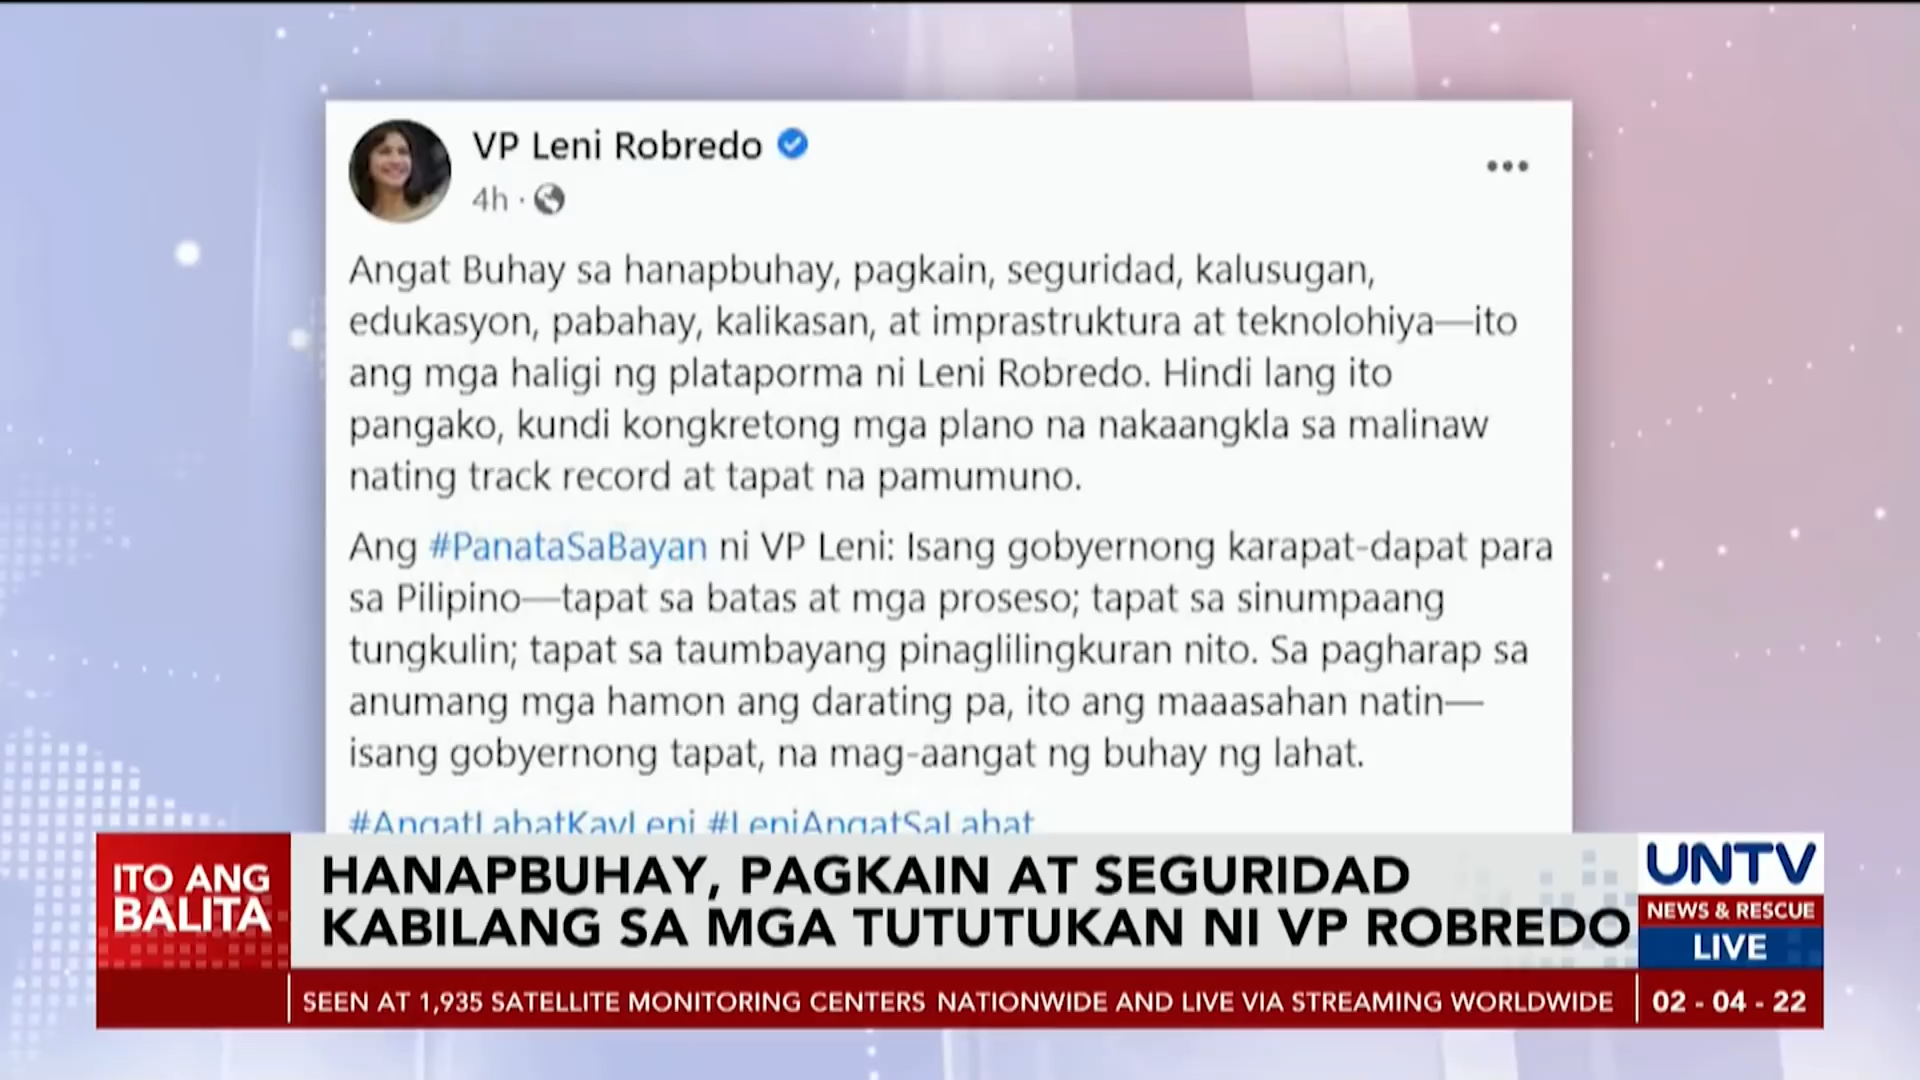 VP Leni Robredo
4h ·
Angat Buhay sa hanapbuhay, pagkain, seguridad, kalusugan,
edukasyon, pabahay, kalikasan, at imprastruktura at teknolohiya—ito
ang mga haligi ng plataporma ni Leni Robredo. Hindi lang ito
pangako, kundi kongkretong mga plano na nakaangkla sa malinaw
nating track record at tapat na pamumuno.
Ang #PanataSaBayan ni VP Leni: Isang gobyernong karapat-dapat para
sa Pilipino—tapat sa batas at mga proseso; tapat sa sinumpaang
tungkulin; tapat sa taumbayang pinaglilingkuran nito. Sa pagharap sa
anumang mga hamon ang darating pa, ito ang maaasahan natin—
isang gobyernong tapat, na mag-aangat ng buhay ng lahat.
#AngatLahatKayLeni #LeniAngatSaLahat
ITO ANG
BALITA
HANAPBUHAY, PAGKAIN AT SEGURIDAD
KABILANG SA MGA TUTUTUKAN NI VP ROBREDO
UNTV
NEWS & RESCUE
LIVE
SEEN AT 1,935 SATELLITE MONITORING CENTERS NATIONWIDE AND LIVE VIA STREAMING WORLDWIDE
02 - 04 - 22